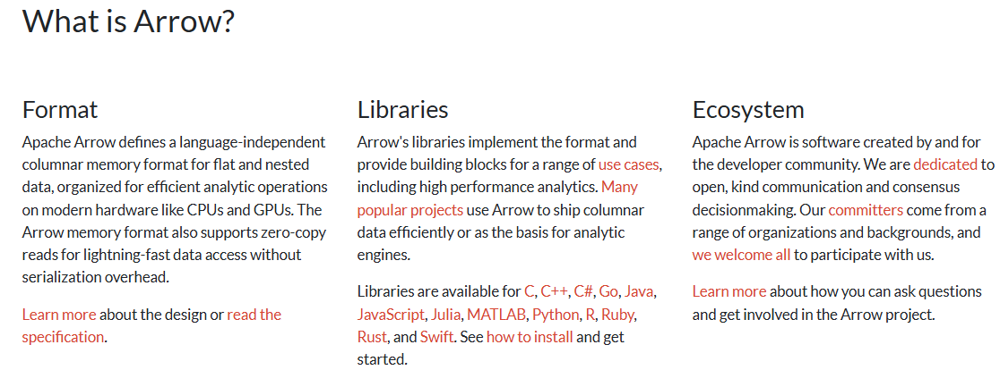 What is Arrow?
Format
Apache Arrow defines a language-independent
columnar memory format for flat and nested
data, organized for efficient analytic operations
on modern hardware like CPUs and GPUs. The
Arrow memory format also supports zero-copy
reads for lightning-fast data access without
serialization overhead.
Learn more about the design or read the
specification.
Libraries
Arrow's libraries implement the format and
provide building blocks for a range of use cases,
including high performance analytics. Many
popular projects use Arrow to ship columnar
data efficiently or as the basis for analytic
engines.
Libraries are available for C, C++, C#, Go, Java,
JavaScript, Julia, MATLAB, Python, R, Ruby,
Rust, and Swift. See how to install and get
started.
Ecosystem
Apache Arrow is software created by and for
the developer community. We are dedicated to
open, kind communication and consensus
decisionmaking. Our committers come from a
range of organizations and backgrounds, and
we welcome all to participate with us.
Learn more about how you can ask questions
and get involved in the Arrow project.